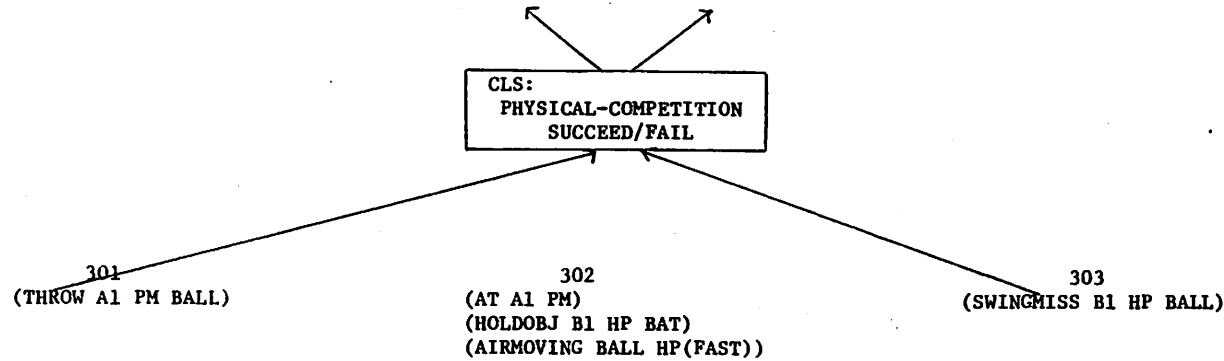 CLS:
PHYSICAL-COMPETITION
SUCCEED/FAIL
301
(THROW A1 PM BALL)
302
(AT A1 PM)
(HOLDOBJ B1 HP BAT)
(AIRMOVING BALL HP(FAST))
303
(SWINGMISS B1 HP BALL)